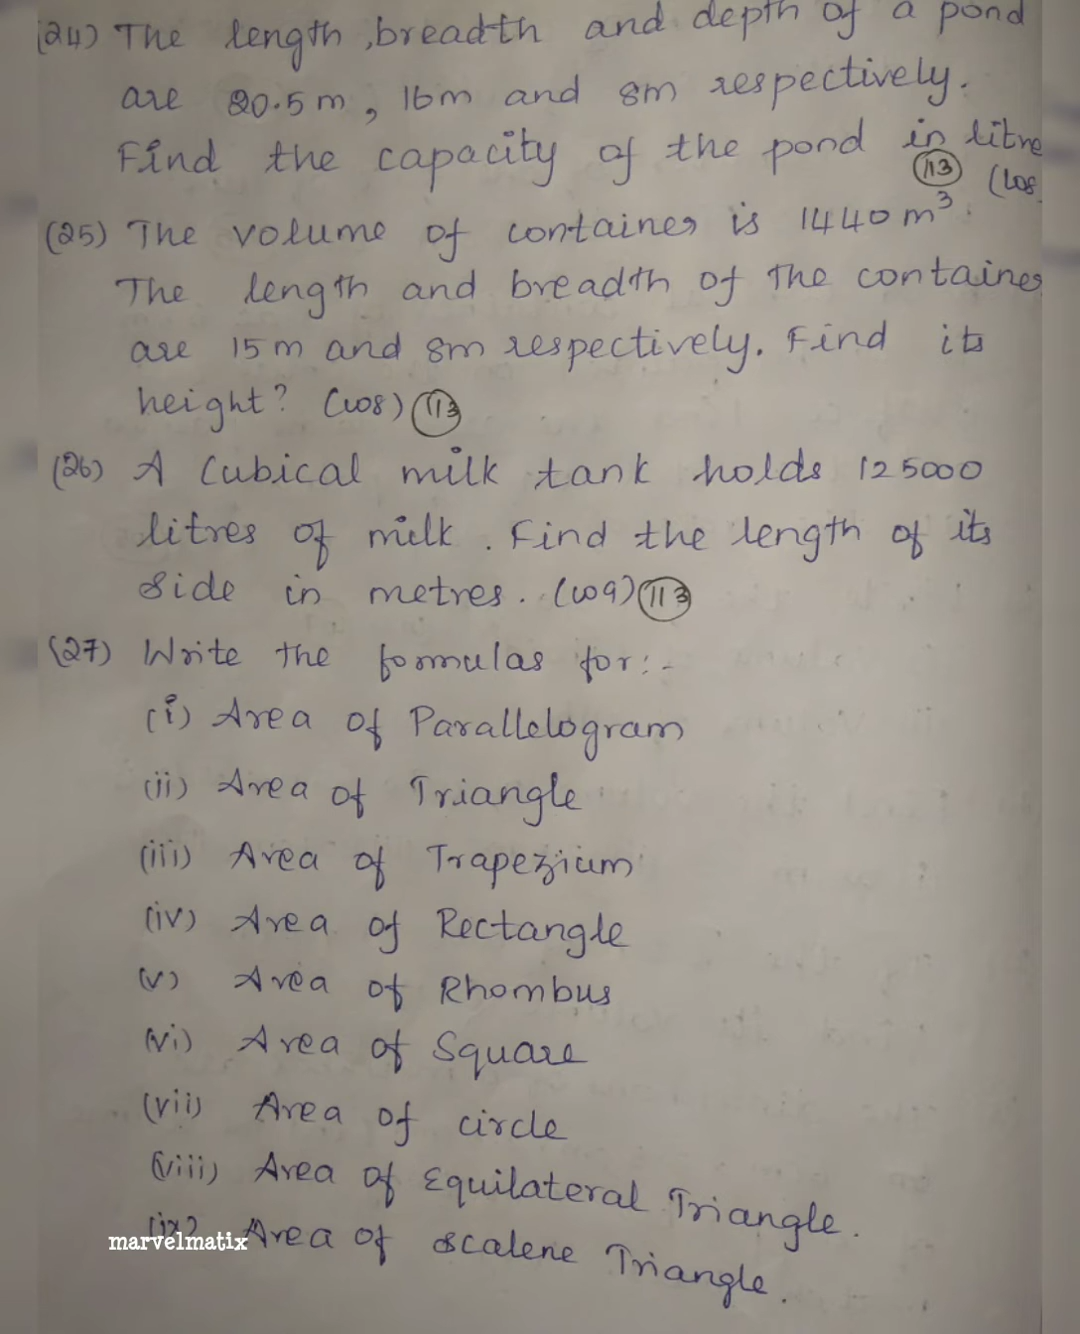 (24) The length, breadth and depth of a pond
are 20.5m, 16m and 8m respectively.
Find the capacity of the pond in litre
(113) (Los
(25) The volume of container is 1440 m³.
The length and breadth of the container
are 15m and 8m respectively. Find its
height? (Lo8) (113)
(26) A cubical milk tank holds 125000
litres of milk. Find the length of its
side in metres. (Lo9) (113)
(27) Write the formulas for:-
(i) Area of Parallelogram
(ii) Area of Triangle
(iii) Area of Trapezium
(iv) Area of Rectangle
(v) Area of Rhombus
(vi) Area of Square
(vii) Area of circle
(viii) Area of Equilateral Triangle.
(ix) Area of scalene Triangle.
marvelmatix